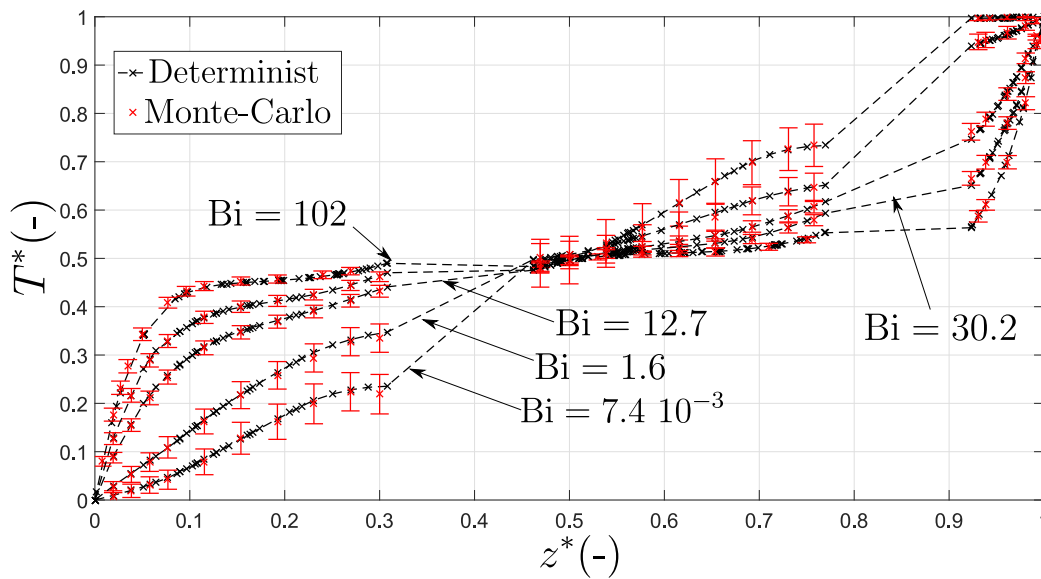 1
0.9
0.8
0.7
0.6
0.5
0.4
0.3
0.2
0.1
0
T*(-)
Determinist
Monte-Carlo
Bi = 102
Bi = 12.7
Bi = 30.2
Bi = 1.6
Bi = 7.4 10⁻³
0 0.1 0.2 0.3 0.4 0.5 0.6 0.7 0.8 0.9 1
z*(-)